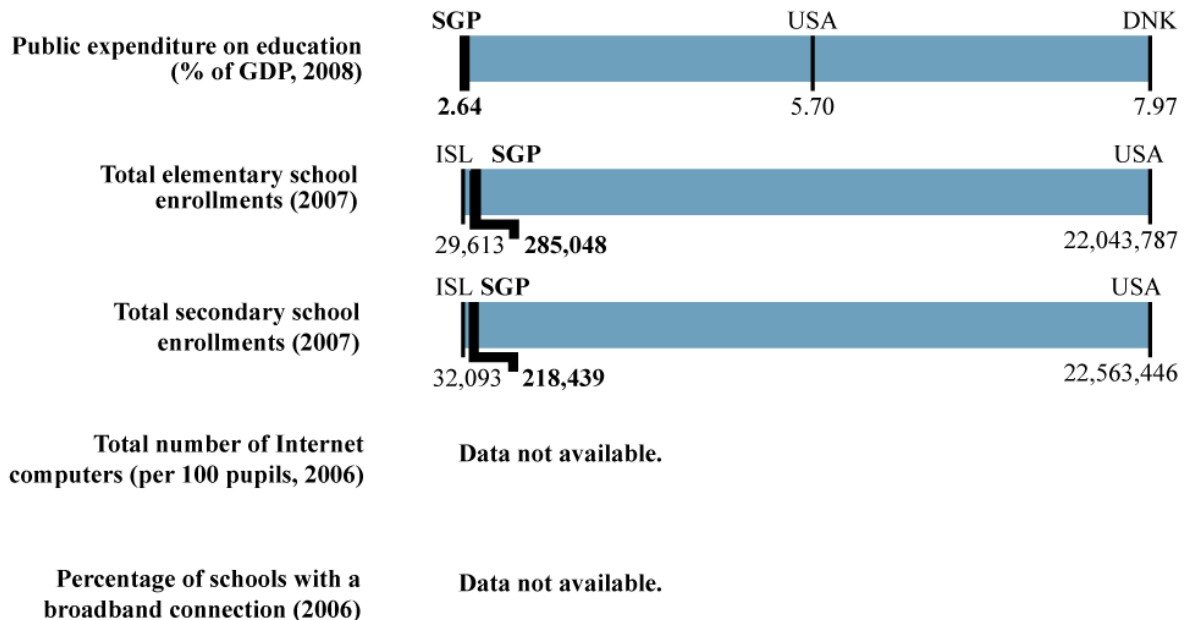 SGP USA DNK
Public expenditure on education
(% of GDP, 2008)
2.64 5.70 7.97
ISL SGP USA
Total elementary school
enrollments (2007)
29,613 285,048 22,043,787
ISL SGP USA
Total secondary school
enrollments (2007)
32,093 218,439 22,563,446
Total number of Internet
computers (per 100 pupils, 2006)
Data not available.
Percentage of schools with a
broadband connection (2006)
Data not available.